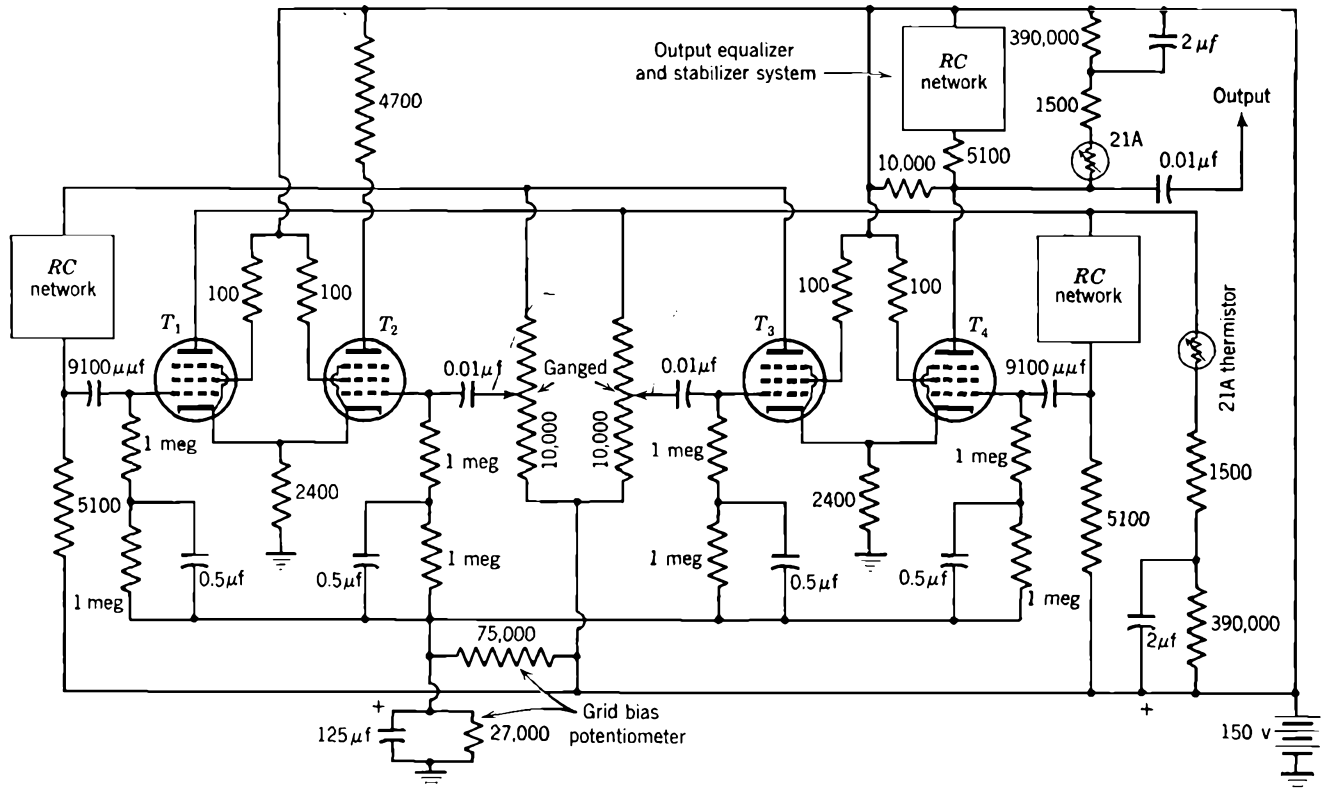 390,000
2μf
Output equalizer
and stabilizer system
RC
network
4700
1500
Output
21A
10,000
5100
0.01μf
RC
network
100
100
100
100
RC
network
T1
T2
T3
T4
9100μμf
0.01μf
Ganged
0.01μf
9100μμf
21A thermistor
1 meg
1 meg
10,000
10,000
1 meg
1 meg
5100
2400
2400
5100
1500
0.5μf
0.5μf
1 meg
1 meg
0.5μf
0.5μf
1 meg
1 meg
75,000
2μf
390,000
+
125μf
27,000
Grid bias
potentiometer
+
150 v